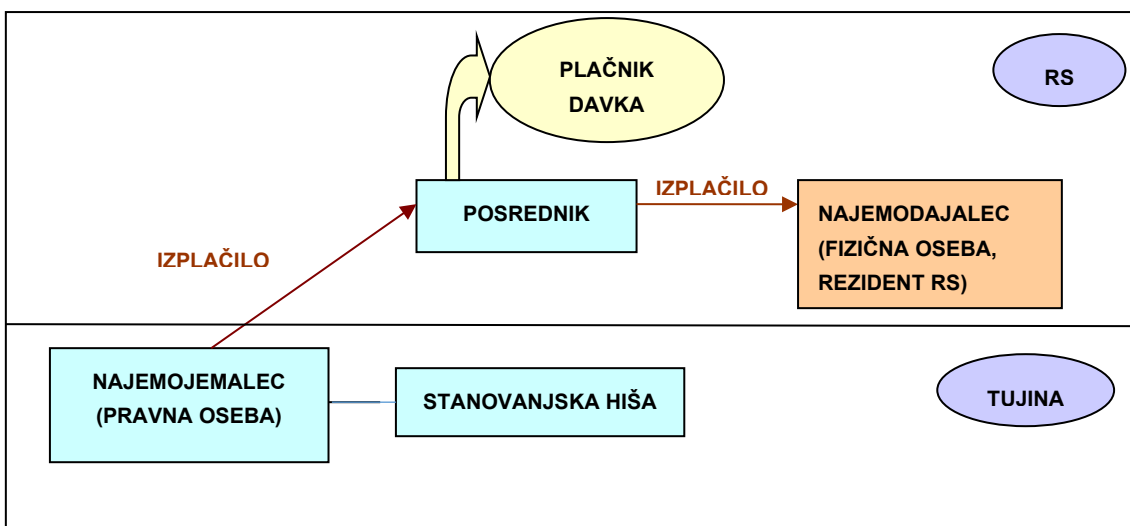 PLAČNIK
DAVKA
RS
IZPLAČILO
POSREDNIK
NAJEMODAJALEC
(FIZIČNA OSEBA,
REZIDENT RS)
IZPLAČILO
NAJEMOJEMALEC
(PRAVNA OSEBA)
STANOVANJSKA HIŠA
TUJINA